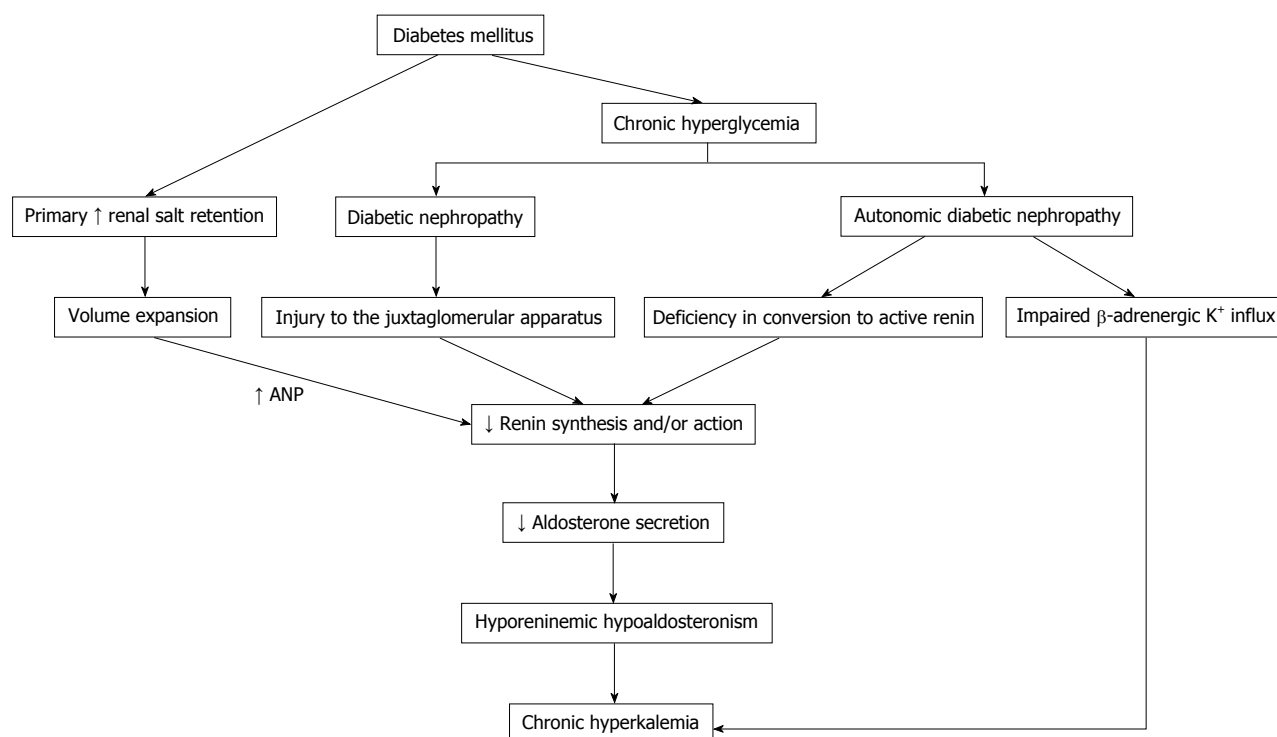 Diabetes mellitus
Chronic hyperglycemia
Primary ↑ renal salt retention
Diabetic nephropathy
Autonomic diabetic nephropathy
Volume expansion
Injury to the juxtaglomerular apparatus
Deficiency in conversion to active renin
Impaired β-adrenergic K⁺ influx
↑ ANP
↓ Renin synthesis and/or action
↓ Aldosterone secretion
Hyporeninemic hypoaldosteronism
Chronic hyperkalemia